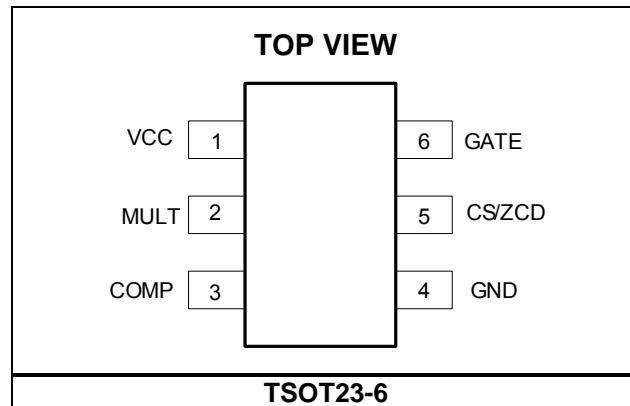 TOP VIEW
VCC 1 6 GATE
MULT 2 5 CS/ZCD
COMP 3 4 GND
TSOT23-6